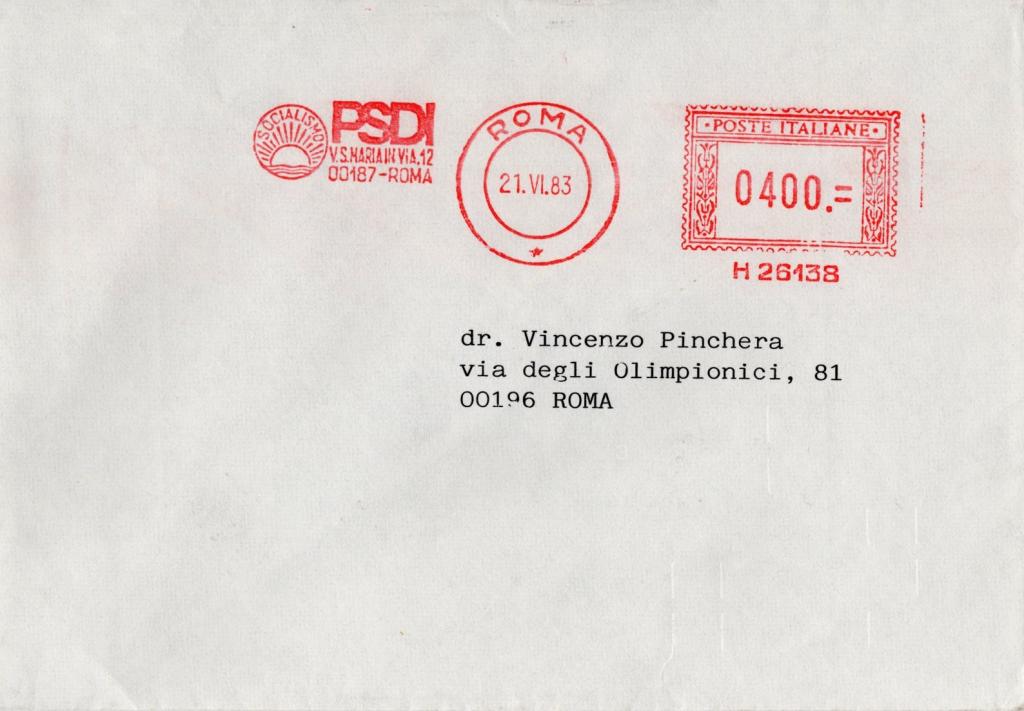 SOCIALISMO
PSDI
V.S.MARIA IN VIA.12
00187-ROMA
ROMA
21.VI.83
•POSTE ITALIANE•
0400.=
H 26138
dr. Vincenzo Pinchera
via degli Olimpionici, 81
00196 ROMA